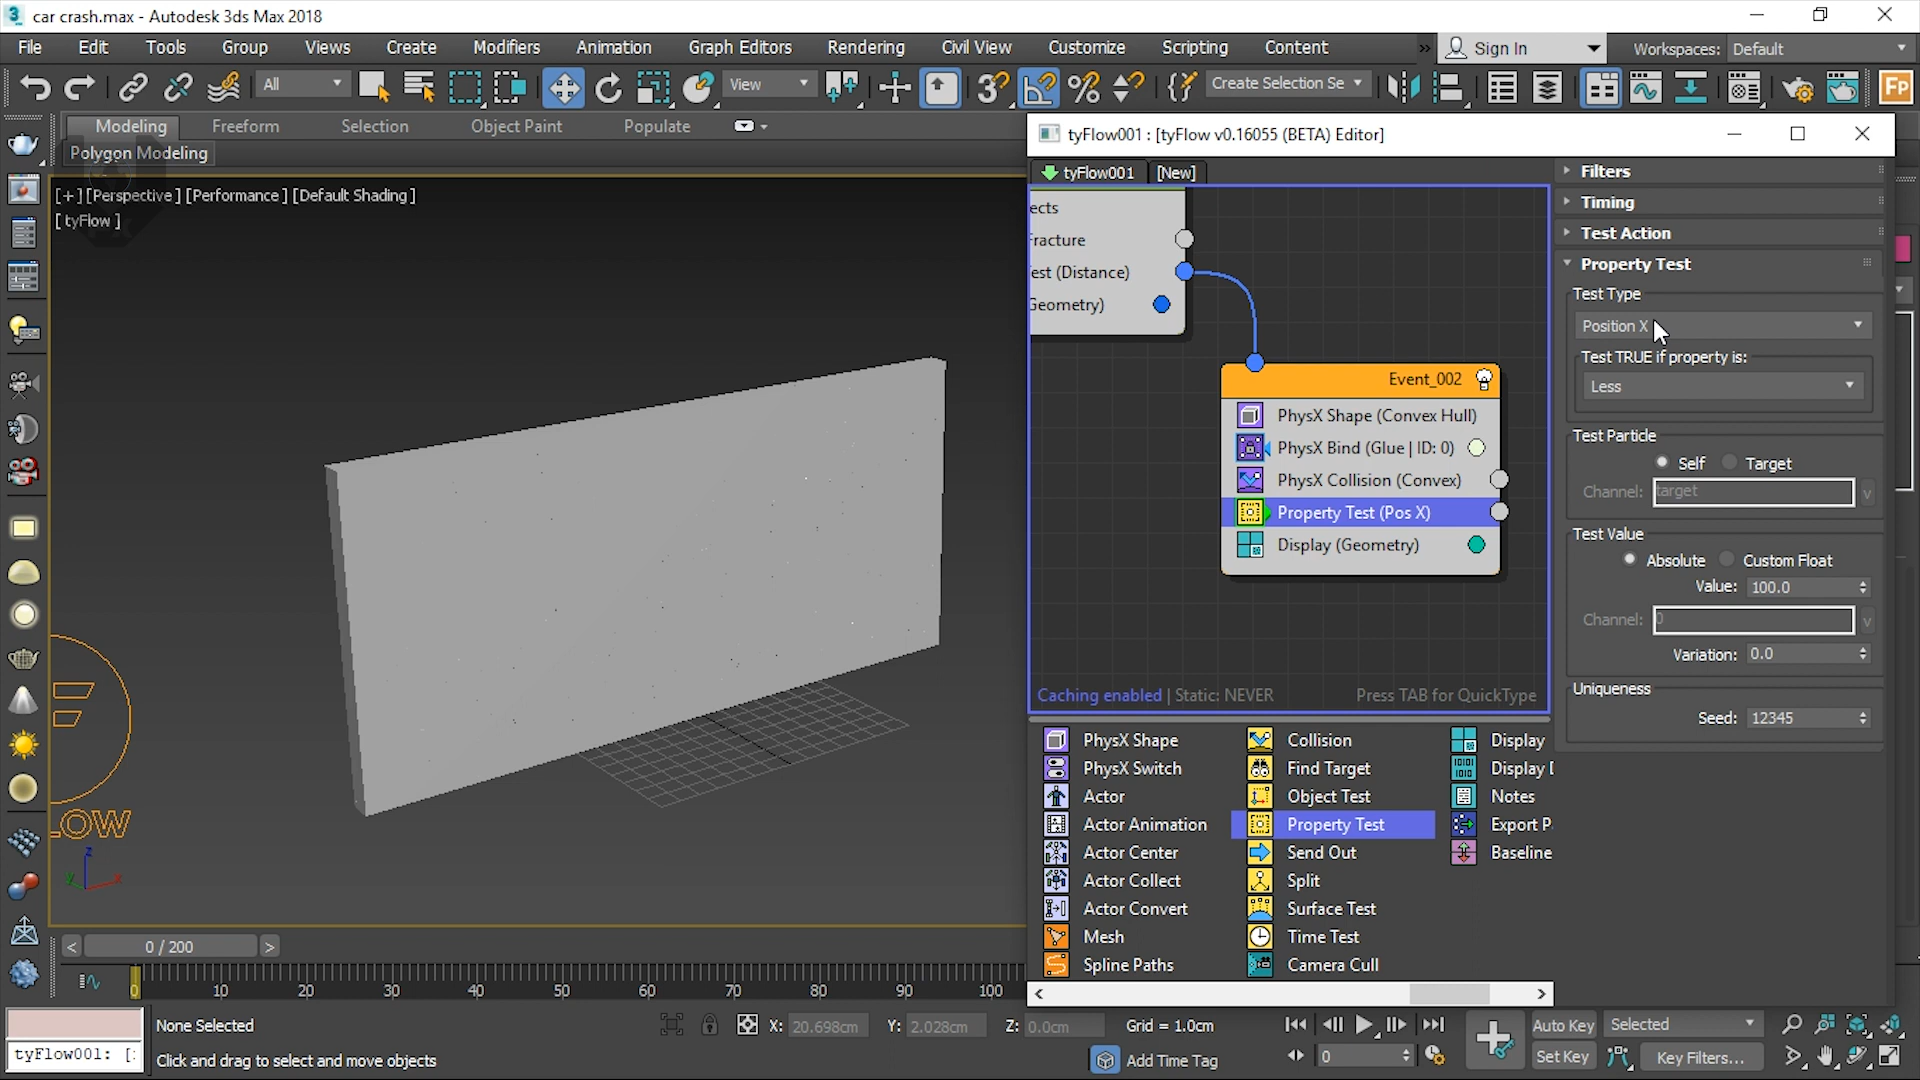 car crash.max - Autodesk 3ds Max 2018
File Edit Tools Group Views Create Modifiers Animation Graph Editors Rendering Civil View Customize Scripting Content
Sign In
Workspaces: Default
All
View
Create Selection Se
Fp
Modeling Freeform Selection Object Paint Populate
Polygon Modeling
[+] [Perspective ] [Performance ] [Default Shading ]
[ tyFlow ]
LOW
z
y
x
tyFlow001 : [tyFlow v0.16055 (BETA) Editor]
tyFlow001 [New]
ects
Fracture
est (Distance)
Geometry)
Event_002
PhysX Shape (Convex Hull)
PhysX Bind (Glue | ID: 0)
PhysX Collision (Convex)
Property Test (Pos X)
Display (Geometry)
Caching enabled | Static: NEVER
Press TAB for QuickType
PhysX Shape
PhysX Switch
Actor
Actor Animation
Actor Center
Actor Collect
Actor Convert
Mesh
Spline Paths
Collision
Find Target
Object Test
Property Test
Send Out
Split
Surface Test
Time Test
Camera Cull
Display
Display D
Notes
Export P
Baseline
Filters
Timing
Test Action
Property Test
Test Type
Position X
Test TRUE if property is:
Less
Test Particle
Self Target
Channel: target v
Test Value
Absolute Custom Float
Value: 100.0
Channel: 0 v
Variation: 0.0
Uniqueness
Seed: 12345
< 0 / 200 >
0 10 20 30 40 50 60 70 80 90 100
tyFlow001: [
None Selected
Click and drag to select and move objects
X: 20.698cm Y: 2.028cm Z: 0.0cm
Grid = 1.0cm
Add Time Tag
0
Auto Key
Selected
Set Key
Key Filters...